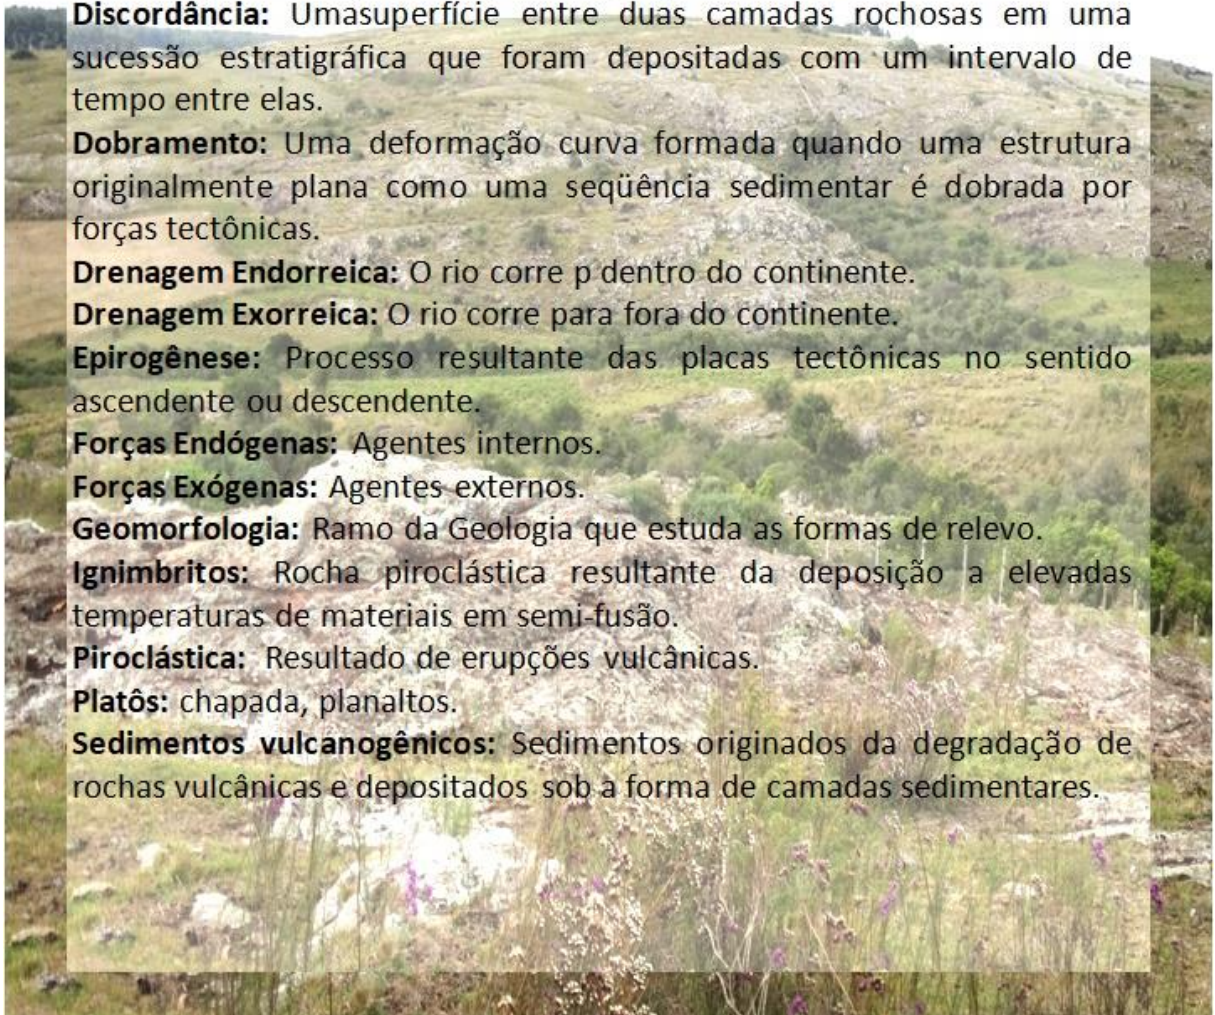 Discordância: Umasuperfície entre duas camadas rochosas em uma
sucessão estratigráfica que foram depositadas com um intervalo de
tempo entre elas.
Dobramento: Uma deformação curva formada quando uma estrutura
originalmente plana como uma seqüência sedimentar é dobrada por
forças tectônicas.
Drenagem Endorreica: O rio corre p dentro do continente.
Drenagem Exorreica: O rio corre para fora do continente.
Epirogênese: Processo resultante das placas tectônicas no sentido
ascendente ou descendente.
Forças Endógenas: Agentes internos.
Forças Exógenas: Agentes externos.
Geomorfologia: Ramo da Geologia que estuda as formas de relevo.
Ignimbritos: Rocha piroclástica resultante da deposição a elevadas
temperaturas de materiais em semi-fusão.
Piroclástica: Resultado de erupções vulcânicas.
Platôs: chapada, planaltos.
Sedimentos vulcanogênicos: Sedimentos originados da degradação de
rochas vulcânicas e depositados sob a forma de camadas sedimentares.